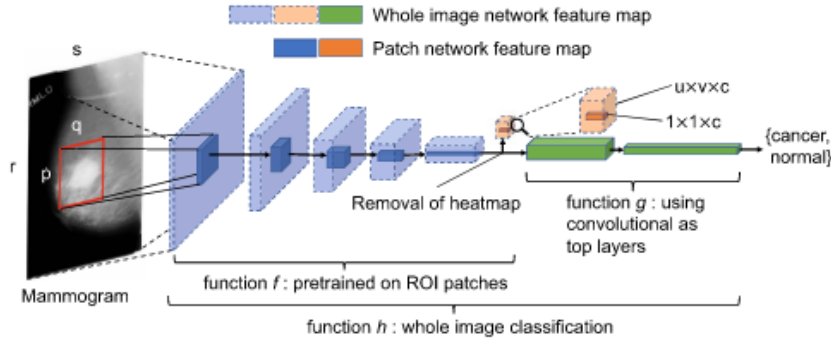 Whole image network feature map
Patch network feature map
s
r
q
p
u×v×c
1×1×c
{cancer,
normal}
Removal of heatmap
function g : using
convolutional as
top layers
function f : pretrained on ROI patches
Mammogram
function h : whole image classification